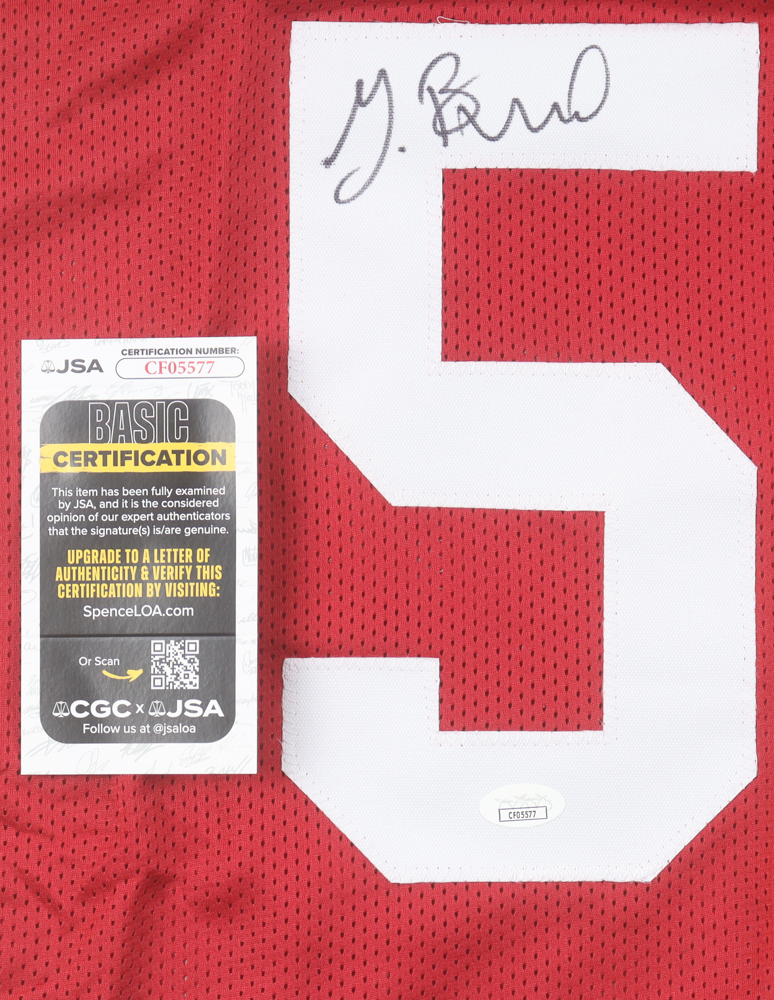 5
JSA
CERTIFICATION NUMBER:
CF05577
BASIC
CERTIFICATION
This item has been fully examined
by JSA, and it is the considered
opinion of our expert authenticators
that the signature(s) is/are genuine.
UPGRADE TO A LETTER OF
AUTHENTICITY & VERIFY THIS
CERTIFICATION BY VISITING:
SpenceLOA.com
Or Scan
CGC x JSA
Follow us at @jsaloa
CF05577